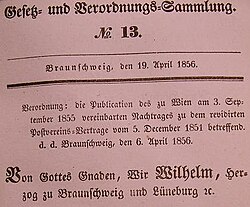 Gesetz- und Verordnungs-Sammlung.
№ 13.
Braunschweig, den 19. April 1856.
Verordnung: die Publication des zu Wien am 3. Sep-
tember 1855 vereinbarten Nachtrages zu dem revidirten
Postvereins-Vertrage vom 5. December 1851 betreffend.
d. d. Braunschweig, den 6. April 1856.
Von Gottes Gnaden, Wir Wilhelm, Her-
zog zu Braunschweig und Lüneburg ꝛc.